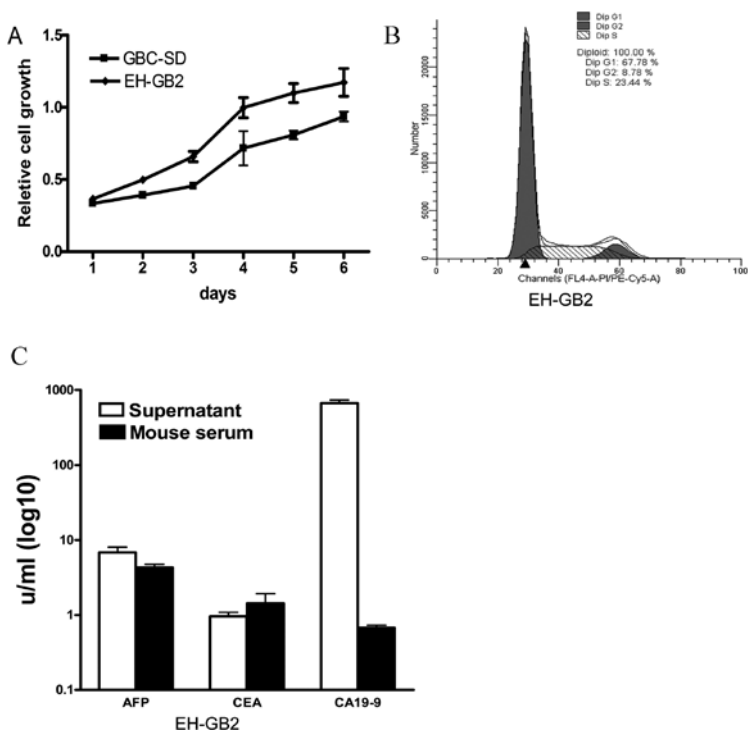 A
GBC-SD
EH-GB2
Reletive cell growth
1.5
1.0
0.5
0.0
1 2 3 4 5 6
days
B
Dip G1
Dip G2
Dip S
Diploid: 100.00 %
Dip G1: 67.78 %
Dip G2: 8.78 %
Dip S: 23.44 %
Number
20000
15000
10000
5000
0
0 20 40 60 80 100
Channels (FL4-A-PI/PE-Cy5-A)
EH-GB2
C
Supernatant
Mouse serum
u/ml (log10)
1000
100
10
1
0.1
AFP CEA CA19-9
EH-GB2